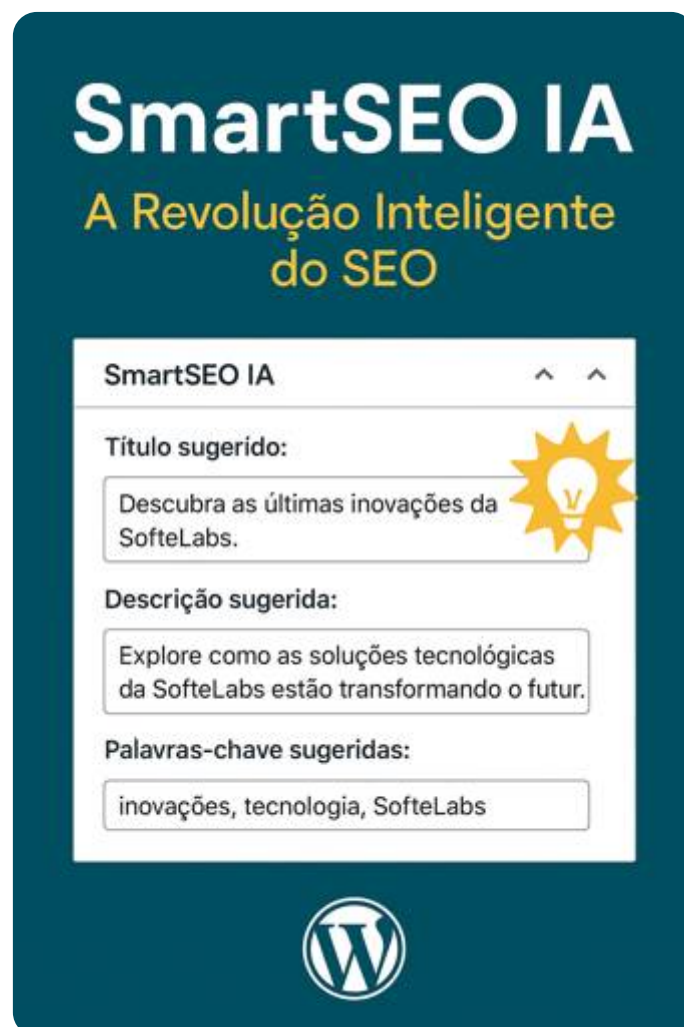 SmartSEO IA
A Revolução Inteligente
do SEO
SmartSEO IA
Título sugerido:
Descubra as últimas inovações da
SofteLabs.
Descrição sugerida:
Explore como as soluções tecnológicas
da SofteLabs estão transformando o futur.
Palavras-chave sugeridas:
inovações, tecnologia, SofteLabs